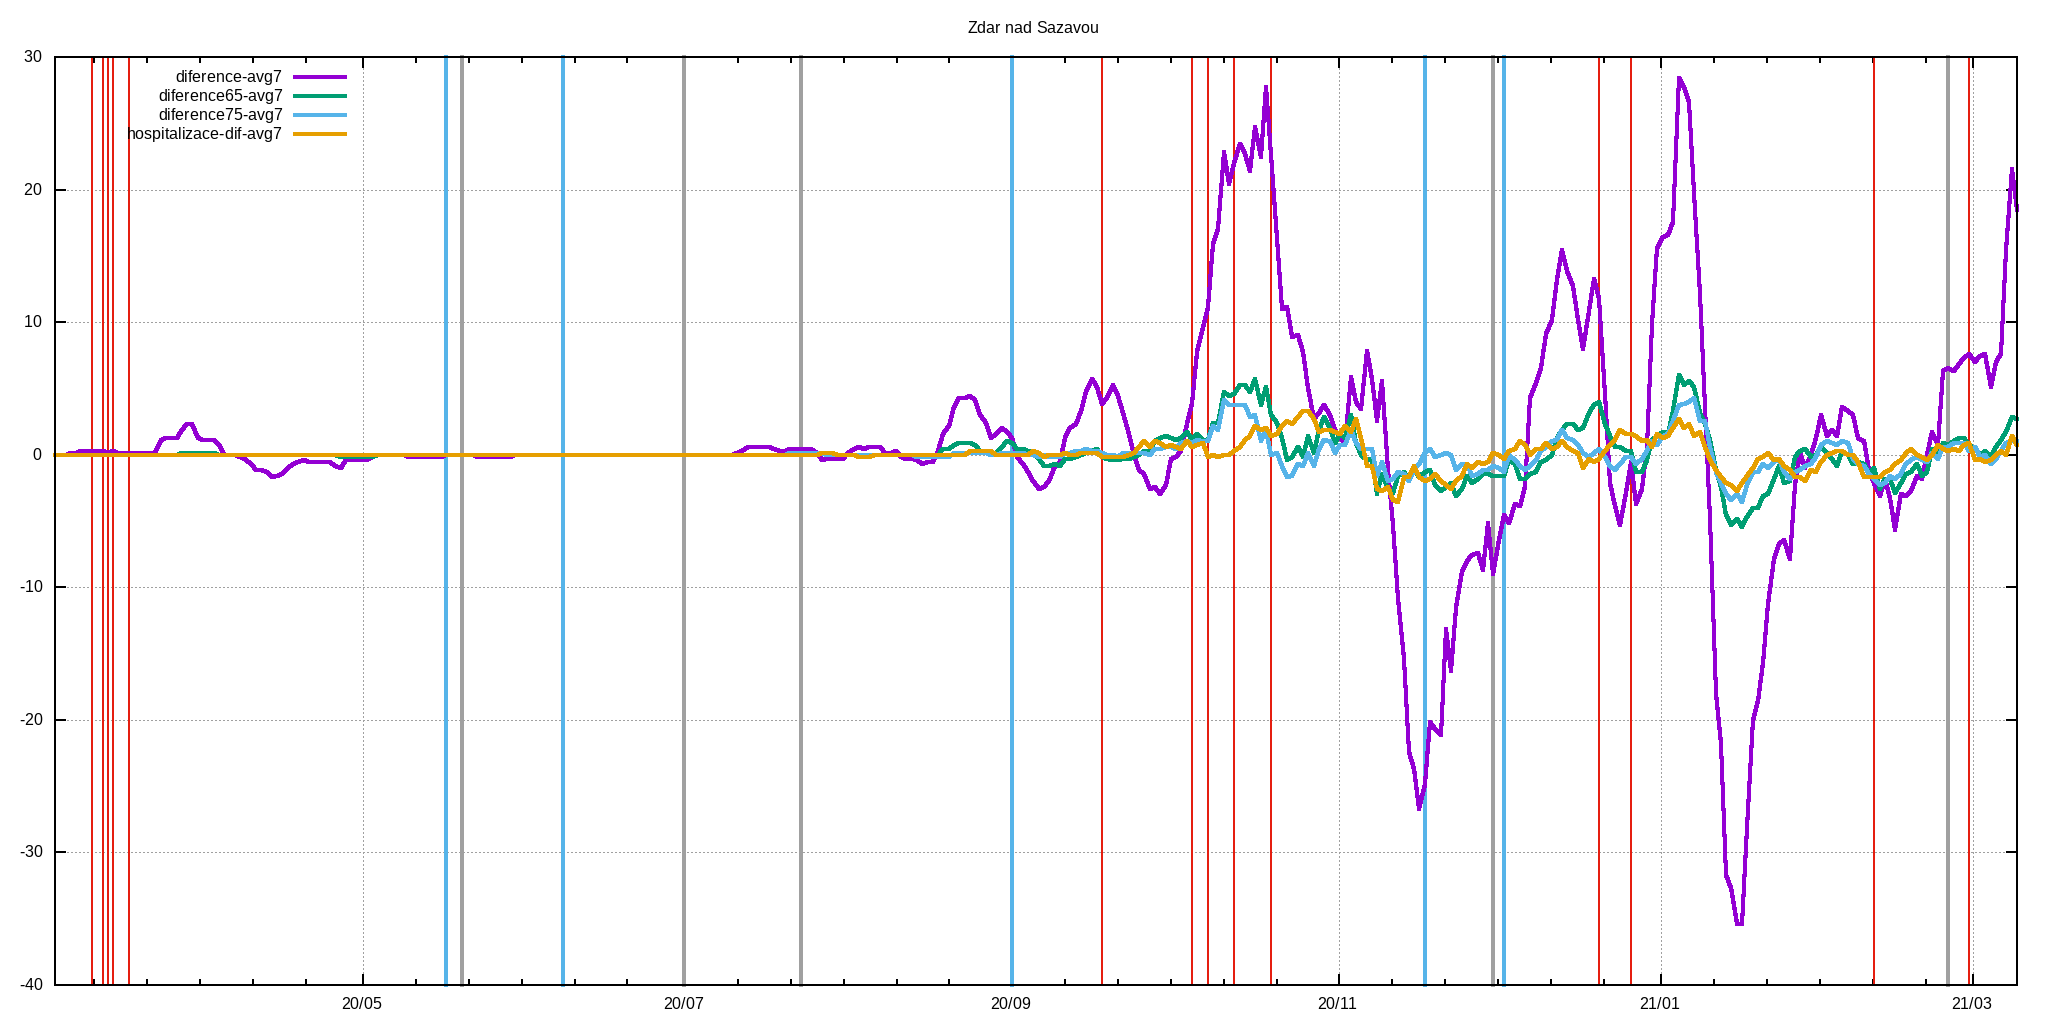 Zdar nad Sazavou
30
20
10
0
-10
-20
-30
-40
diference-avg7
diference65-avg7
diference75-avg7
hospitalizace-dif-avg7
20/05
20/07
20/09
20/11
21/01
21/03